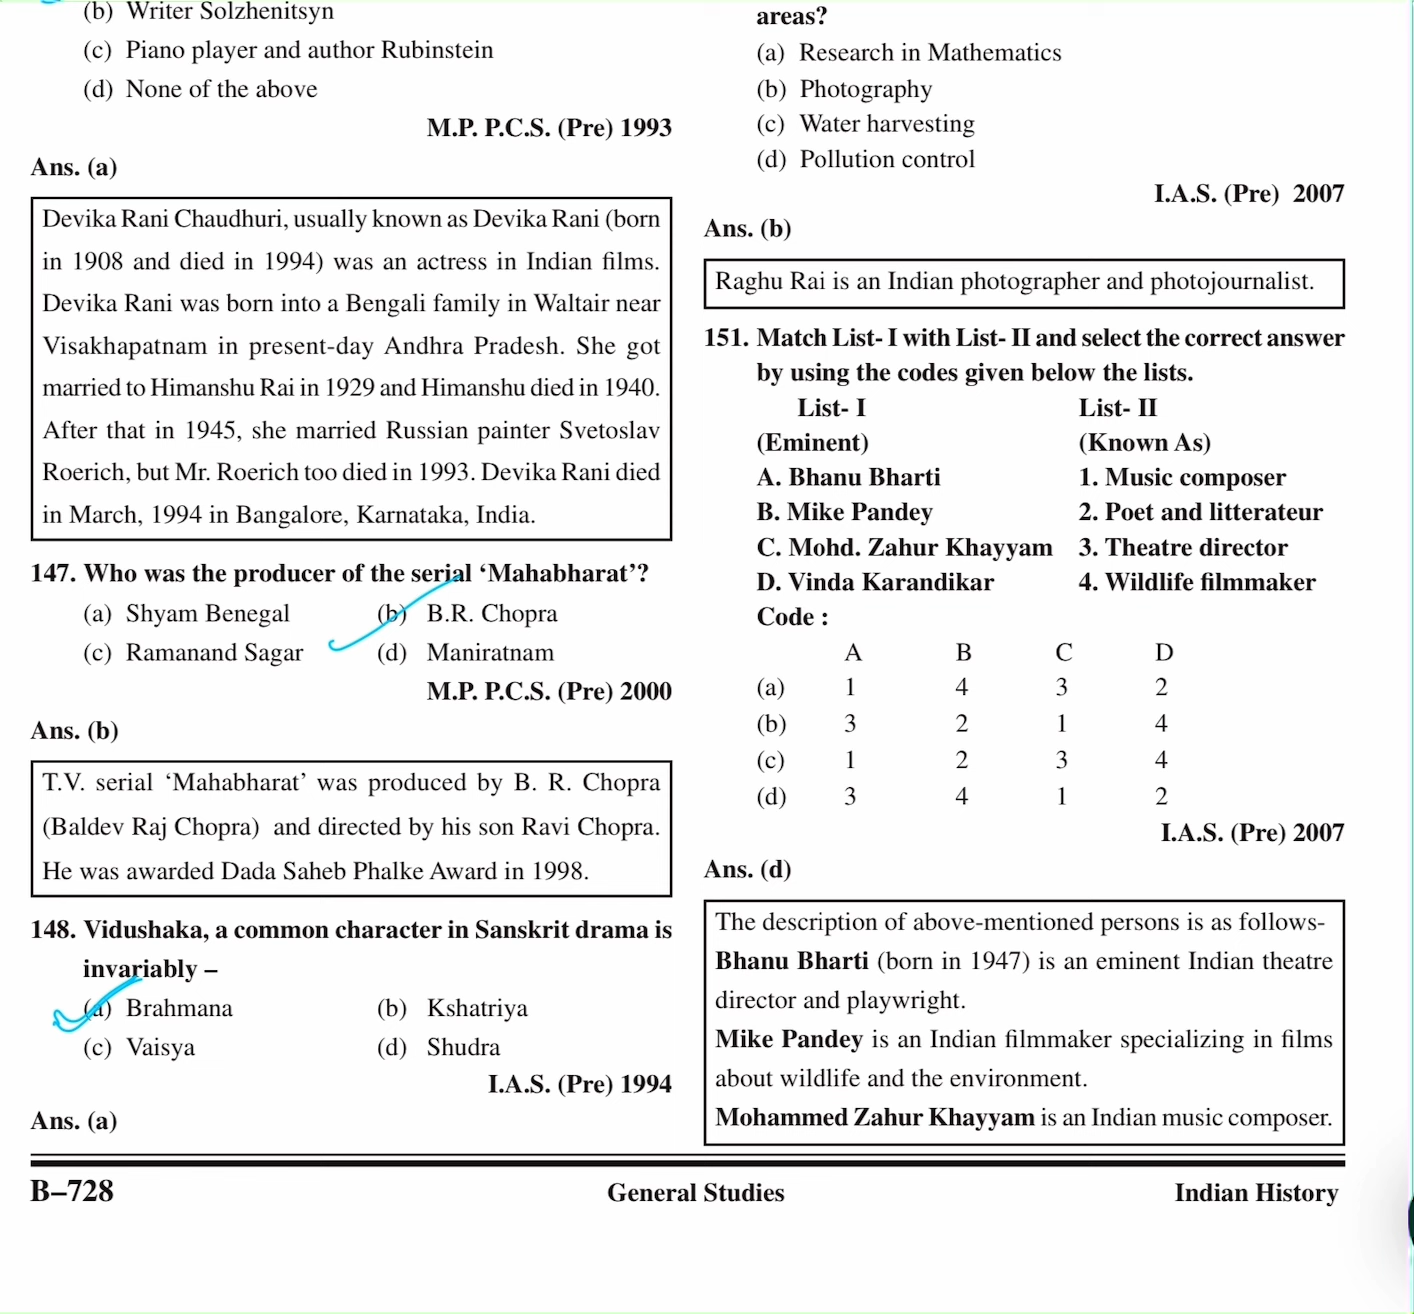 (b) Writer Solzhenitsyn
(c) Piano player and author Rubinstein
(d) None of the above
M.P. P.C.S. (Pre) 1993
Ans. (a)
Devika Rani Chaudhuri, usually known as Devika Rani (born
in 1908 and died in 1994) was an actress in Indian films.
Devika Rani was born into a Bengali family in Waltair near
Visakhapatnam in present-day Andhra Pradesh. She got
married to Himanshu Rai in 1929 and Himanshu died in 1940.
After that in 1945, she married Russian painter Svetoslav
Roerich, but Mr. Roerich too died in 1993. Devika Rani died
in March, 1994 in Bangalore, Karnataka, India.
147. Who was the producer of the serial ‘Mahabharat’?
(a) Shyam Benegal (b) B.R. Chopra
(c) Ramanand Sagar (d) Maniratnam
M.P. P.C.S. (Pre) 2000
Ans. (b)
T.V. serial ‘Mahabharat’ was produced by B. R. Chopra
(Baldev Raj Chopra) and directed by his son Ravi Chopra.
He was awarded Dada Saheb Phalke Award in 1998.
148. Vidushaka, a common character in Sanskrit drama is
invariably –
(a) Brahmana (b) Kshatriya
(c) Vaisya (d) Shudra
I.A.S. (Pre) 1994
Ans. (a)
areas?
(a) Research in Mathematics
(b) Photography
(c) Water harvesting
(d) Pollution control
I.A.S. (Pre) 2007
Ans. (b)
Raghu Rai is an Indian photographer and photojournalist.
151. Match List- I with List- II and select the correct answer
by using the codes given below the lists.
List- I List- II
(Eminent) (Known As)
A. Bhanu Bharti 1. Music composer
B. Mike Pandey 2. Poet and litterateur
C. Mohd. Zahur Khayyam 3. Theatre director
D. Vinda Karandikar 4. Wildlife filmmaker
Code :
A B C D
(a) 1 4 3 2
(b) 3 2 1 4
(c) 1 2 3 4
(d) 3 4 1 2
I.A.S. (Pre) 2007
Ans. (d)
The description of above-mentioned persons is as follows-
Bhanu Bharti (born in 1947) is an eminent Indian theatre
director and playwright.
Mike Pandey is an Indian filmmaker specializing in films
about wildlife and the environment.
Mohammed Zahur Khayyam is an Indian music composer.
B–728 General Studies Indian History